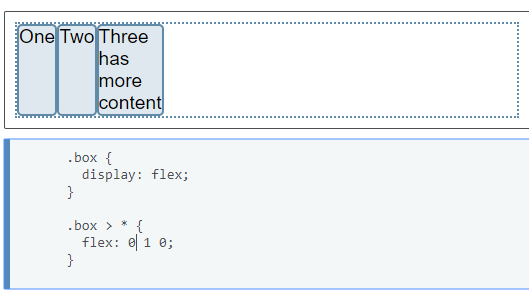 One Two Three
has
more
content
.box {
display: flex;
}
.box > * {
flex: 0 1 0;
}